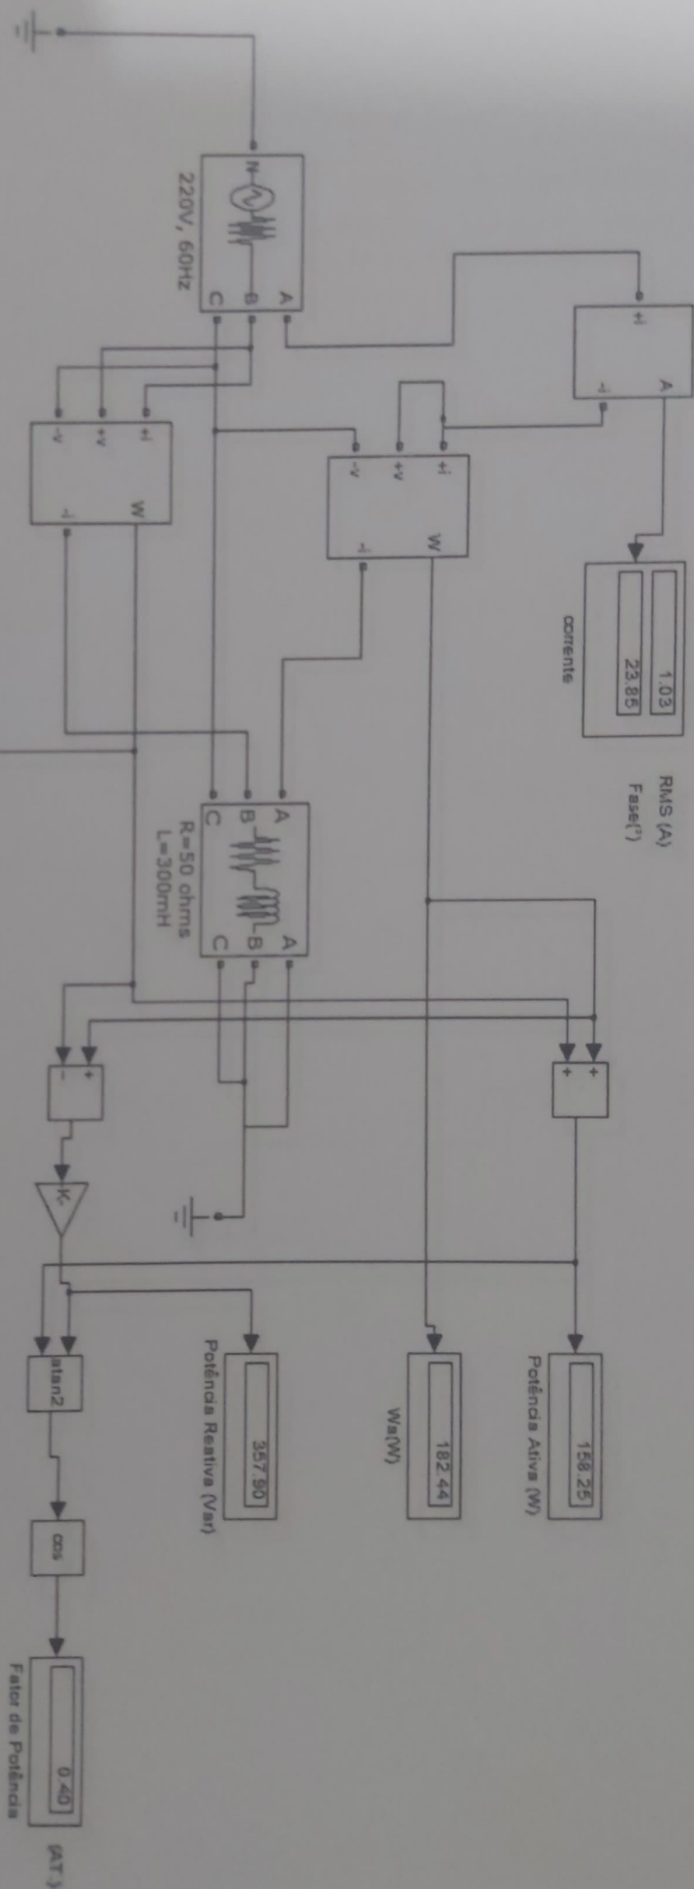 +i
A
-i
1.03
23.85
corrente
RMS (A)
Fase(°)
+i
+v
-v
W
-i
N
A
B
C
220V, 60Hz
+i
+v
-v
W
-i
A
B
C
A
B
C
R=50 ohms
L=300mH
+
+
+
-
K-
158.25
Potência Ativa (W)
182.44
Wa(W)
357.90
Potência Reativa (Var)
atan2
cos
0.40
Fator de Potência
(AT.)